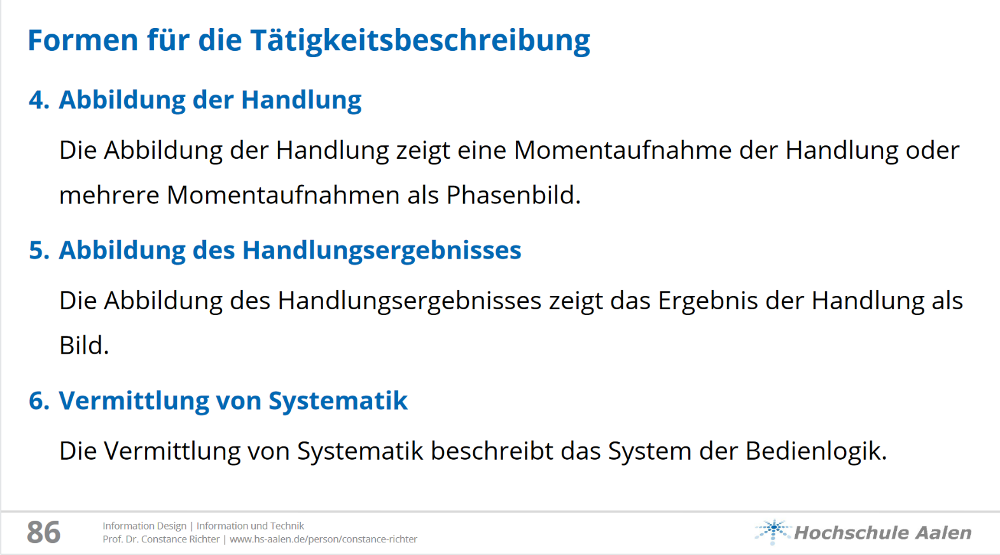 Formen für die Tätigkeitsbeschreibung
4. Abbildung der Handlung
Die Abbildung der Handlung zeigt eine Momentaufnahme der Handlung oder
mehrere Momentaufnahmen als Phasenbild.
5. Abbildung des Handlungsergebnisses
Die Abbildung des Handlungsergebnisses zeigt das Ergebnis der Handlung als
Bild.
6. Vermittlung von Systematik
Die Vermittlung von Systematik beschreibt das System der Bedienlogik.
86
Information Design | Information und Technik
Prof. Dr. Constance Richter | www.hs-aalen.de/person/constance-richter
Hochschule Aalen